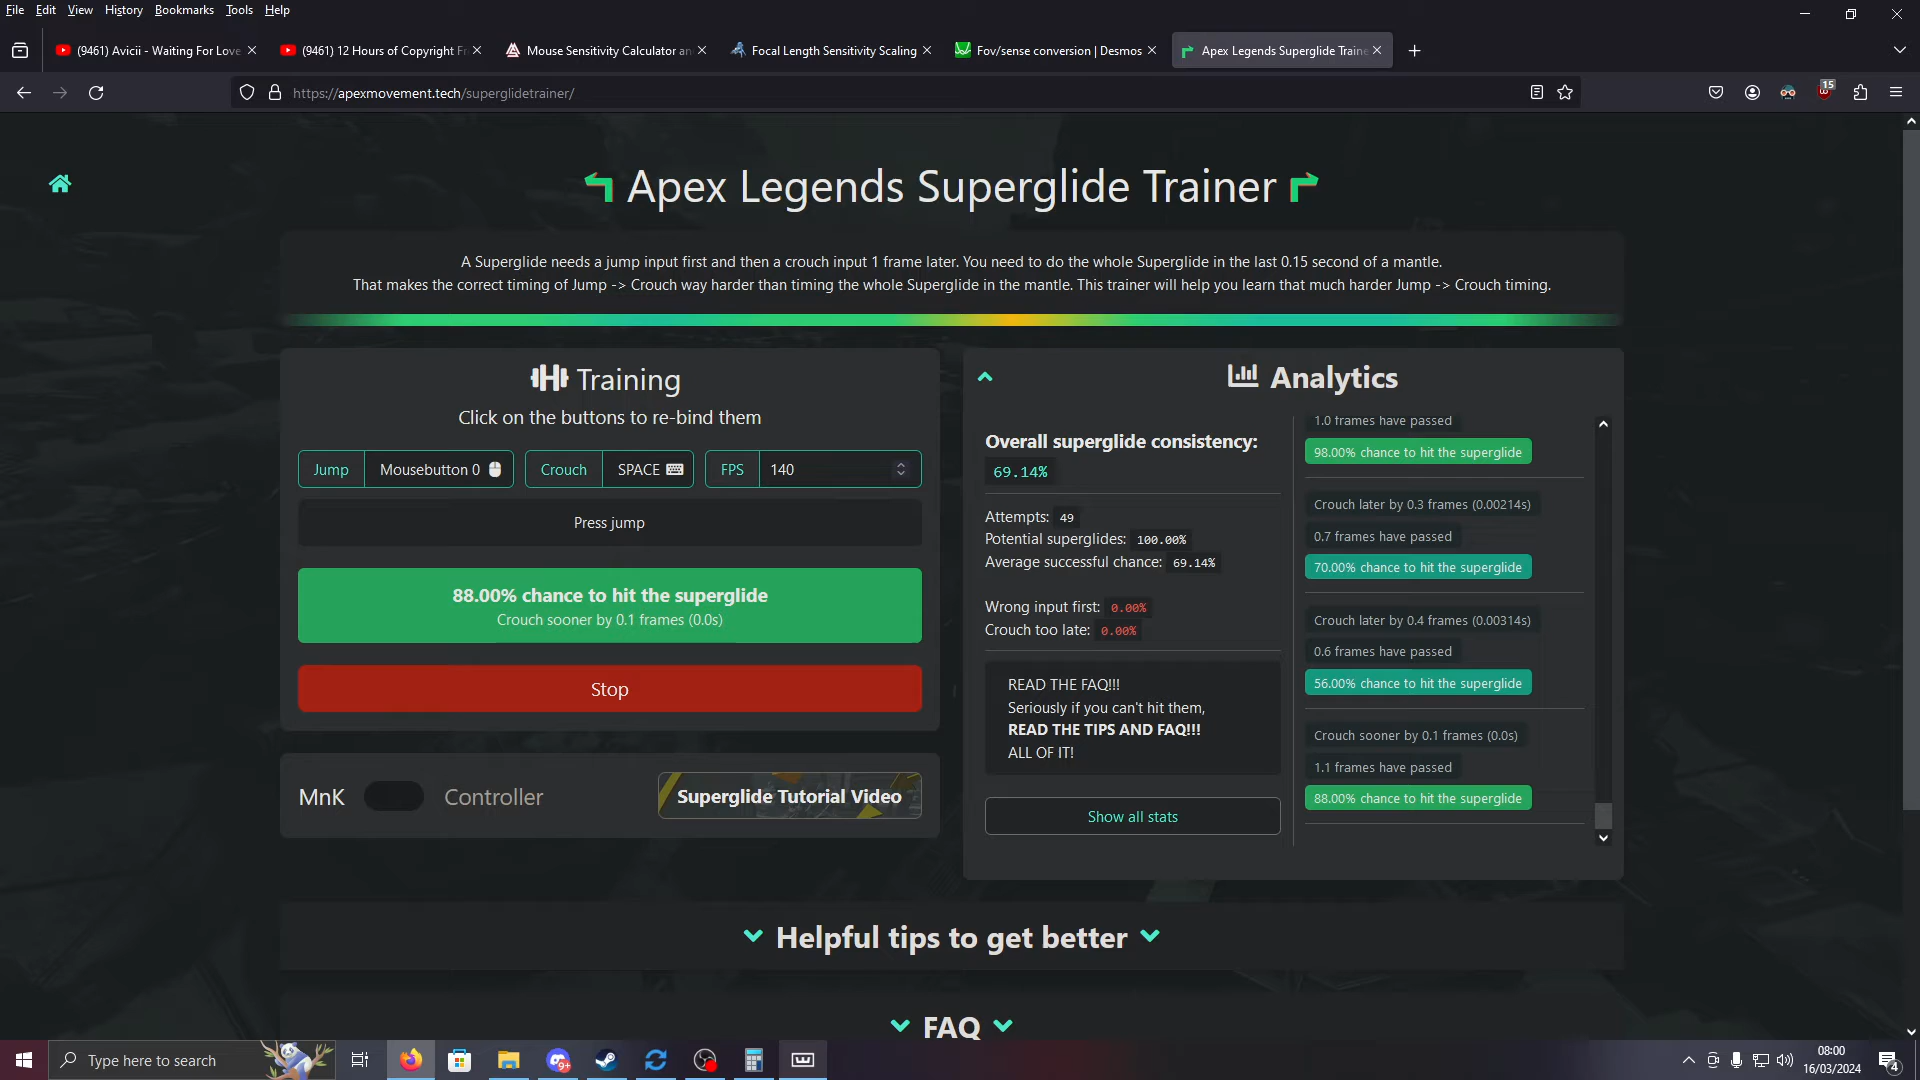 File Edit View History Bookmarks Tools Help
(9461) Avicii - Waiting For Love
(9461) 12 Hours of Copyright Fr
Mouse Sensitivity Calculator an
Focal Length Sensitivity Scaling
Fov/sense conversion | Desmos
Apex Legends Superglide Traine
https://apexmovement.tech/superglidetrainer/
15
Apex Legends Superglide Trainer
A Superglide needs a jump input first and then a crouch input 1 frame later. You need to do the whole Superglide in the last 0.15 second of a mantle.
That makes the correct timing of Jump -> Crouch way harder than timing the whole Superglide in the mantle. This trainer will help you learn that much harder Jump -> Crouch timing.
Training
Click on the buttons to re-bind them
Jump Mousebutton 0 Crouch SPACE FPS 140
Press jump
88.00% chance to hit the superglide
Crouch sooner by 0.1 frames (0.0s)
Stop
MnK Controller
Superglide Tutorial Video
Analytics
Overall superglide consistency:
69.14%
Attempts: 49
Potential superglides: 100.00%
Average successful chance: 69.14%
Wrong input first: 0.00%
Crouch too late: 0.00%
READ THE FAQ!!!
Seriously if you can't hit them,
READ THE TIPS AND FAQ!!!
ALL OF IT!
Show all stats
1.0 frames have passed
98.00% chance to hit the superglide
Crouch later by 0.3 frames (0.00214s)
0.7 frames have passed
70.00% chance to hit the superglide
Crouch later by 0.4 frames (0.00314s)
0.6 frames have passed
56.00% chance to hit the superglide
Crouch sooner by 0.1 frames (0.0s)
1.1 frames have passed
88.00% chance to hit the superglide
Helpful tips to get better
FAQ
Type here to search
9+
08:00
16/03/2024
4